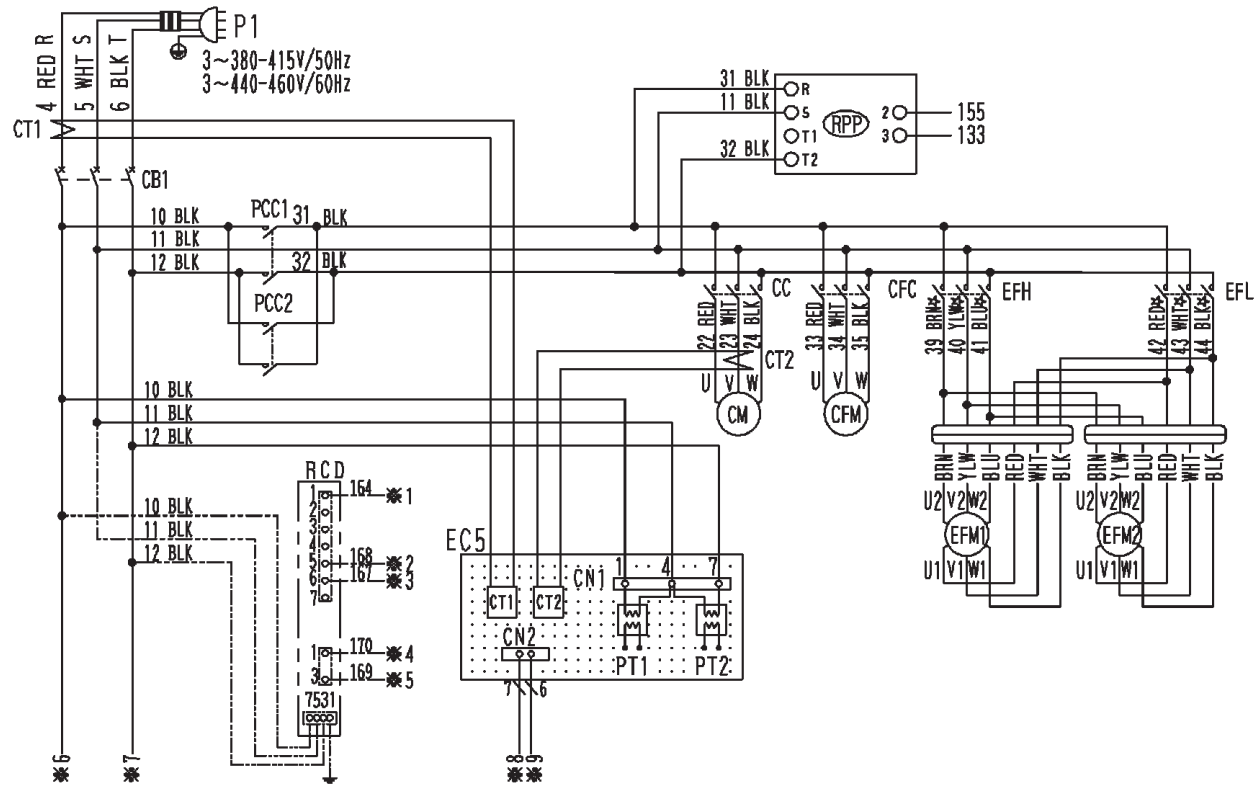 P1
3~380-415V/50Hz
3~440-460V/60Hz
4 RED R
5 WHT S
6 BLK T
CT1
CB1
31 BLK
11 BLK
32 BLK
R
S
T1
T2
RPP
2
3
155
133
10 BLK
PCC1
31 BLK
11 BLK
12 BLK
32 BLK
PCC2
CC
CFC
EFH
EFL
22 RED
23 WHT
24 BLK
33 RED
34 WHT
35 BLK
39 BRN☆
40 YLW☆
41 BLU☆
42 RED☆
43 WHT☆
44 BLK☆
CT2
U V W
CM
U V W
CFM
10 BLK
11 BLK
12 BLK
BRN
YLW
BLU
RED
WHT
BLK
BRN
YLW
BLU
RED
WHT
BLK
U2 V2 W2
EFM1
U1 V1 W1
U2 V2 W2
EFM2
U1 V1 W1
RCD
1 164 ※1
2
3
4
5 168 ※2
6 167 ※3
7
1 170 ※4
3 169 ※5
7531
10 BLK
11 BLK
12 BLK
EC5
CN1
1 4 7
CT1
CT2
CN2
PT1
PT2
7 6
※6
※7
※8
※9